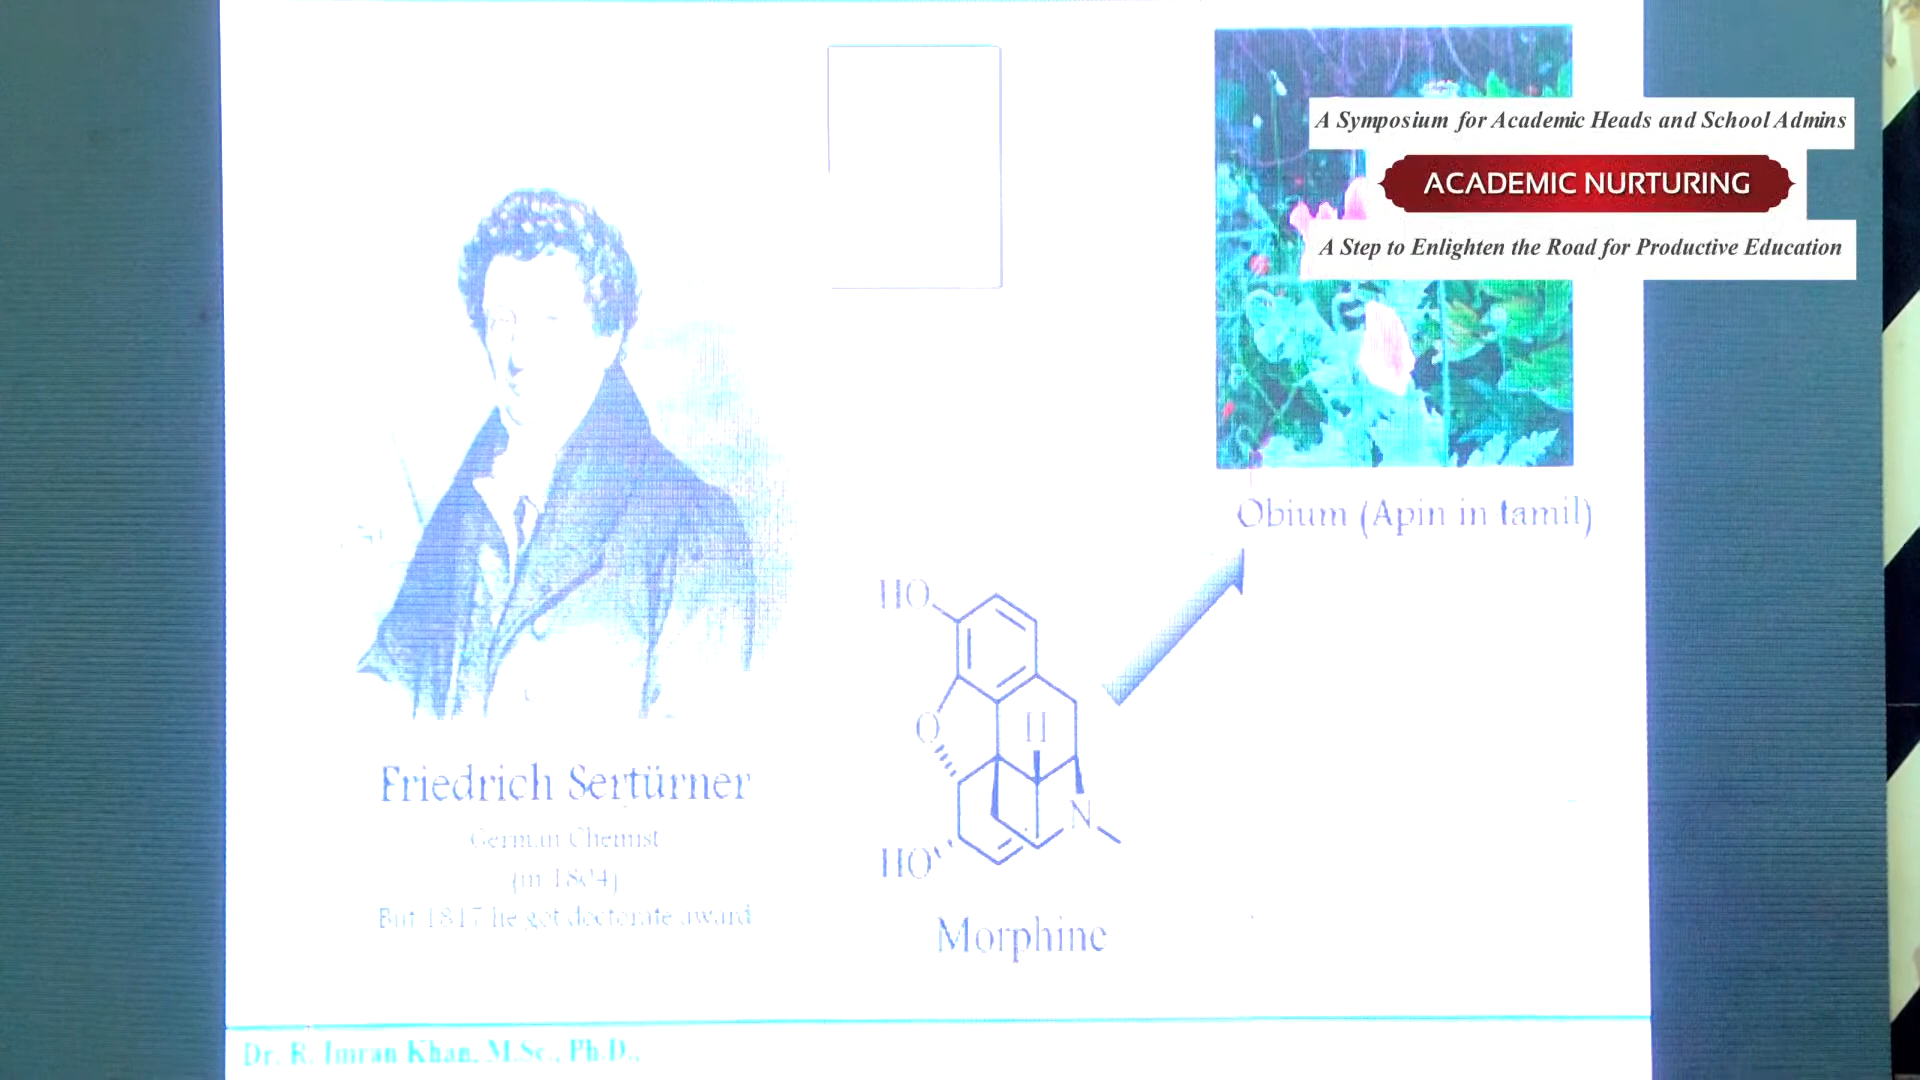 A Symposium for Academic Heads and School Admins
ACADEMIC NURTURING
A Step to Enlighten the Road for Productive Education
Obium (Apin in tamil)
HO
O
H
N
HO
Morphine
Friedrich Sertürner
German Chemist
(in 1804)
But 1817 he got doctorate award
Dr. R. Imran Khan, M.Sc., Ph.D.,